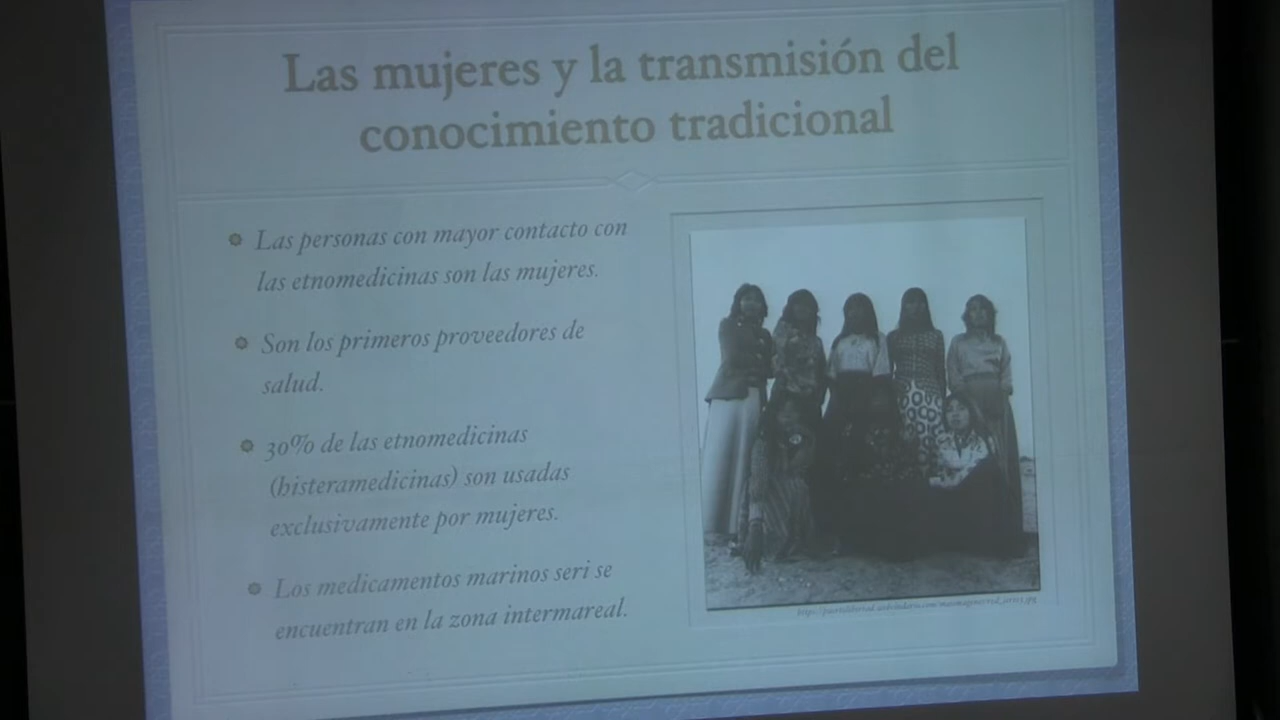 Las mujeres y la transmisión del
conocimiento tradicional
Las personas con mayor contacto con
las etnomedicinas son las mujeres.
Son los primeros proveedores de
salud.
30% de las etnomedicinas
(histeramedicinas) son usadas
exclusivamente por mujeres.
Los medicamentos marinos seri se
encuentran en la zona intermareal.